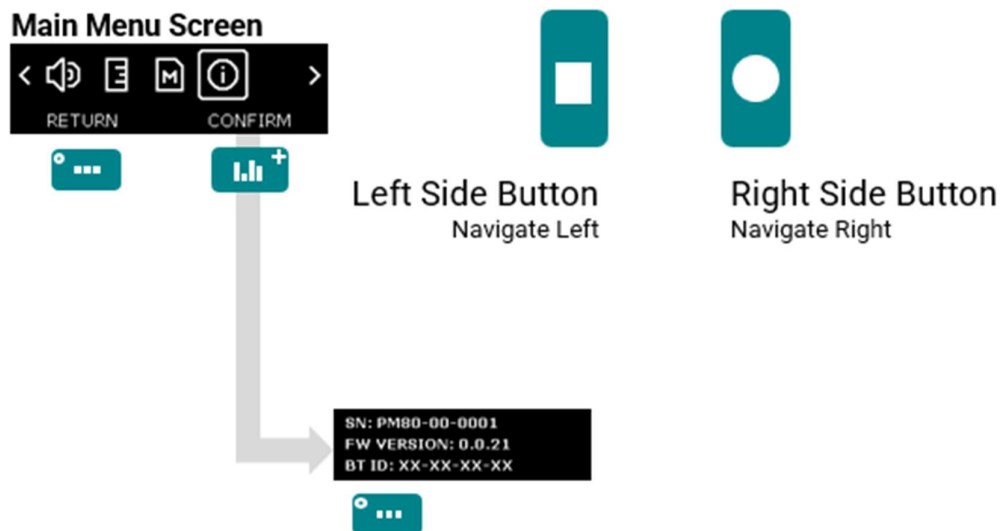 Main Menu Screen
RETURN CONFIRM
Left Side Button
Navigate Left
Right Side Button
Navigate Right
SN: PM80-00-0001
FW VERSION: 0.0.21
BT ID: XX-XX-XX-XX